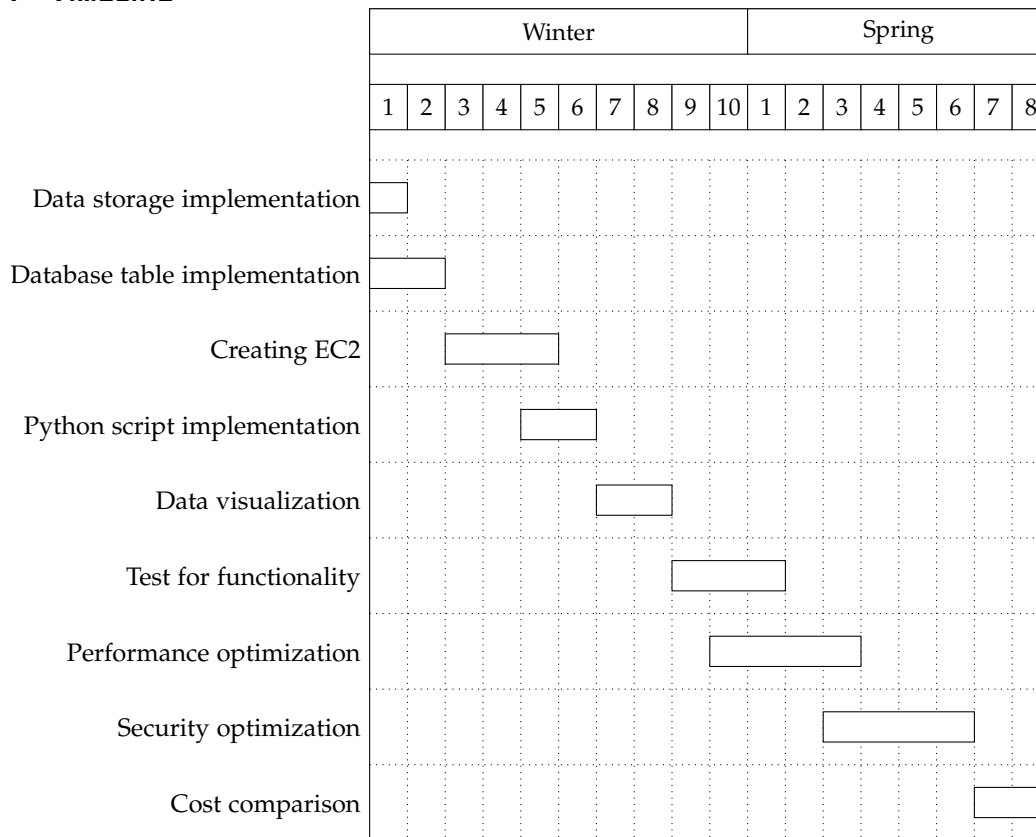 Winter Spring
1 2 3 4 5 6 7 8 9 10 1 2 3 4 5 6 7 8
Data storage implementation
Database table implementation
Creating EC2
Python script implementation
Data visualization
Test for functionality
Performance optimization
Security optimization
Cost comparison